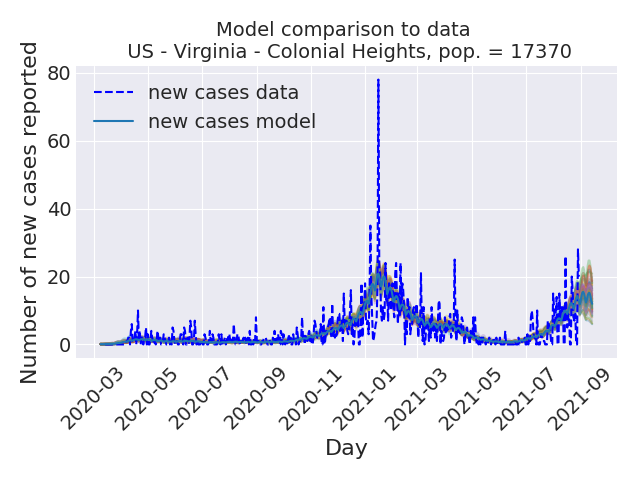 Model comparison to data
US - Virginia - Colonial Heights, pop. = 17370
Number of new cases reported
80
60
40
20
0
new cases data
new cases model
2020-03
2020-05
2020-07
2020-09
2020-11
2021-01
2021-03
2021-05
2021-07
2021-09
Day